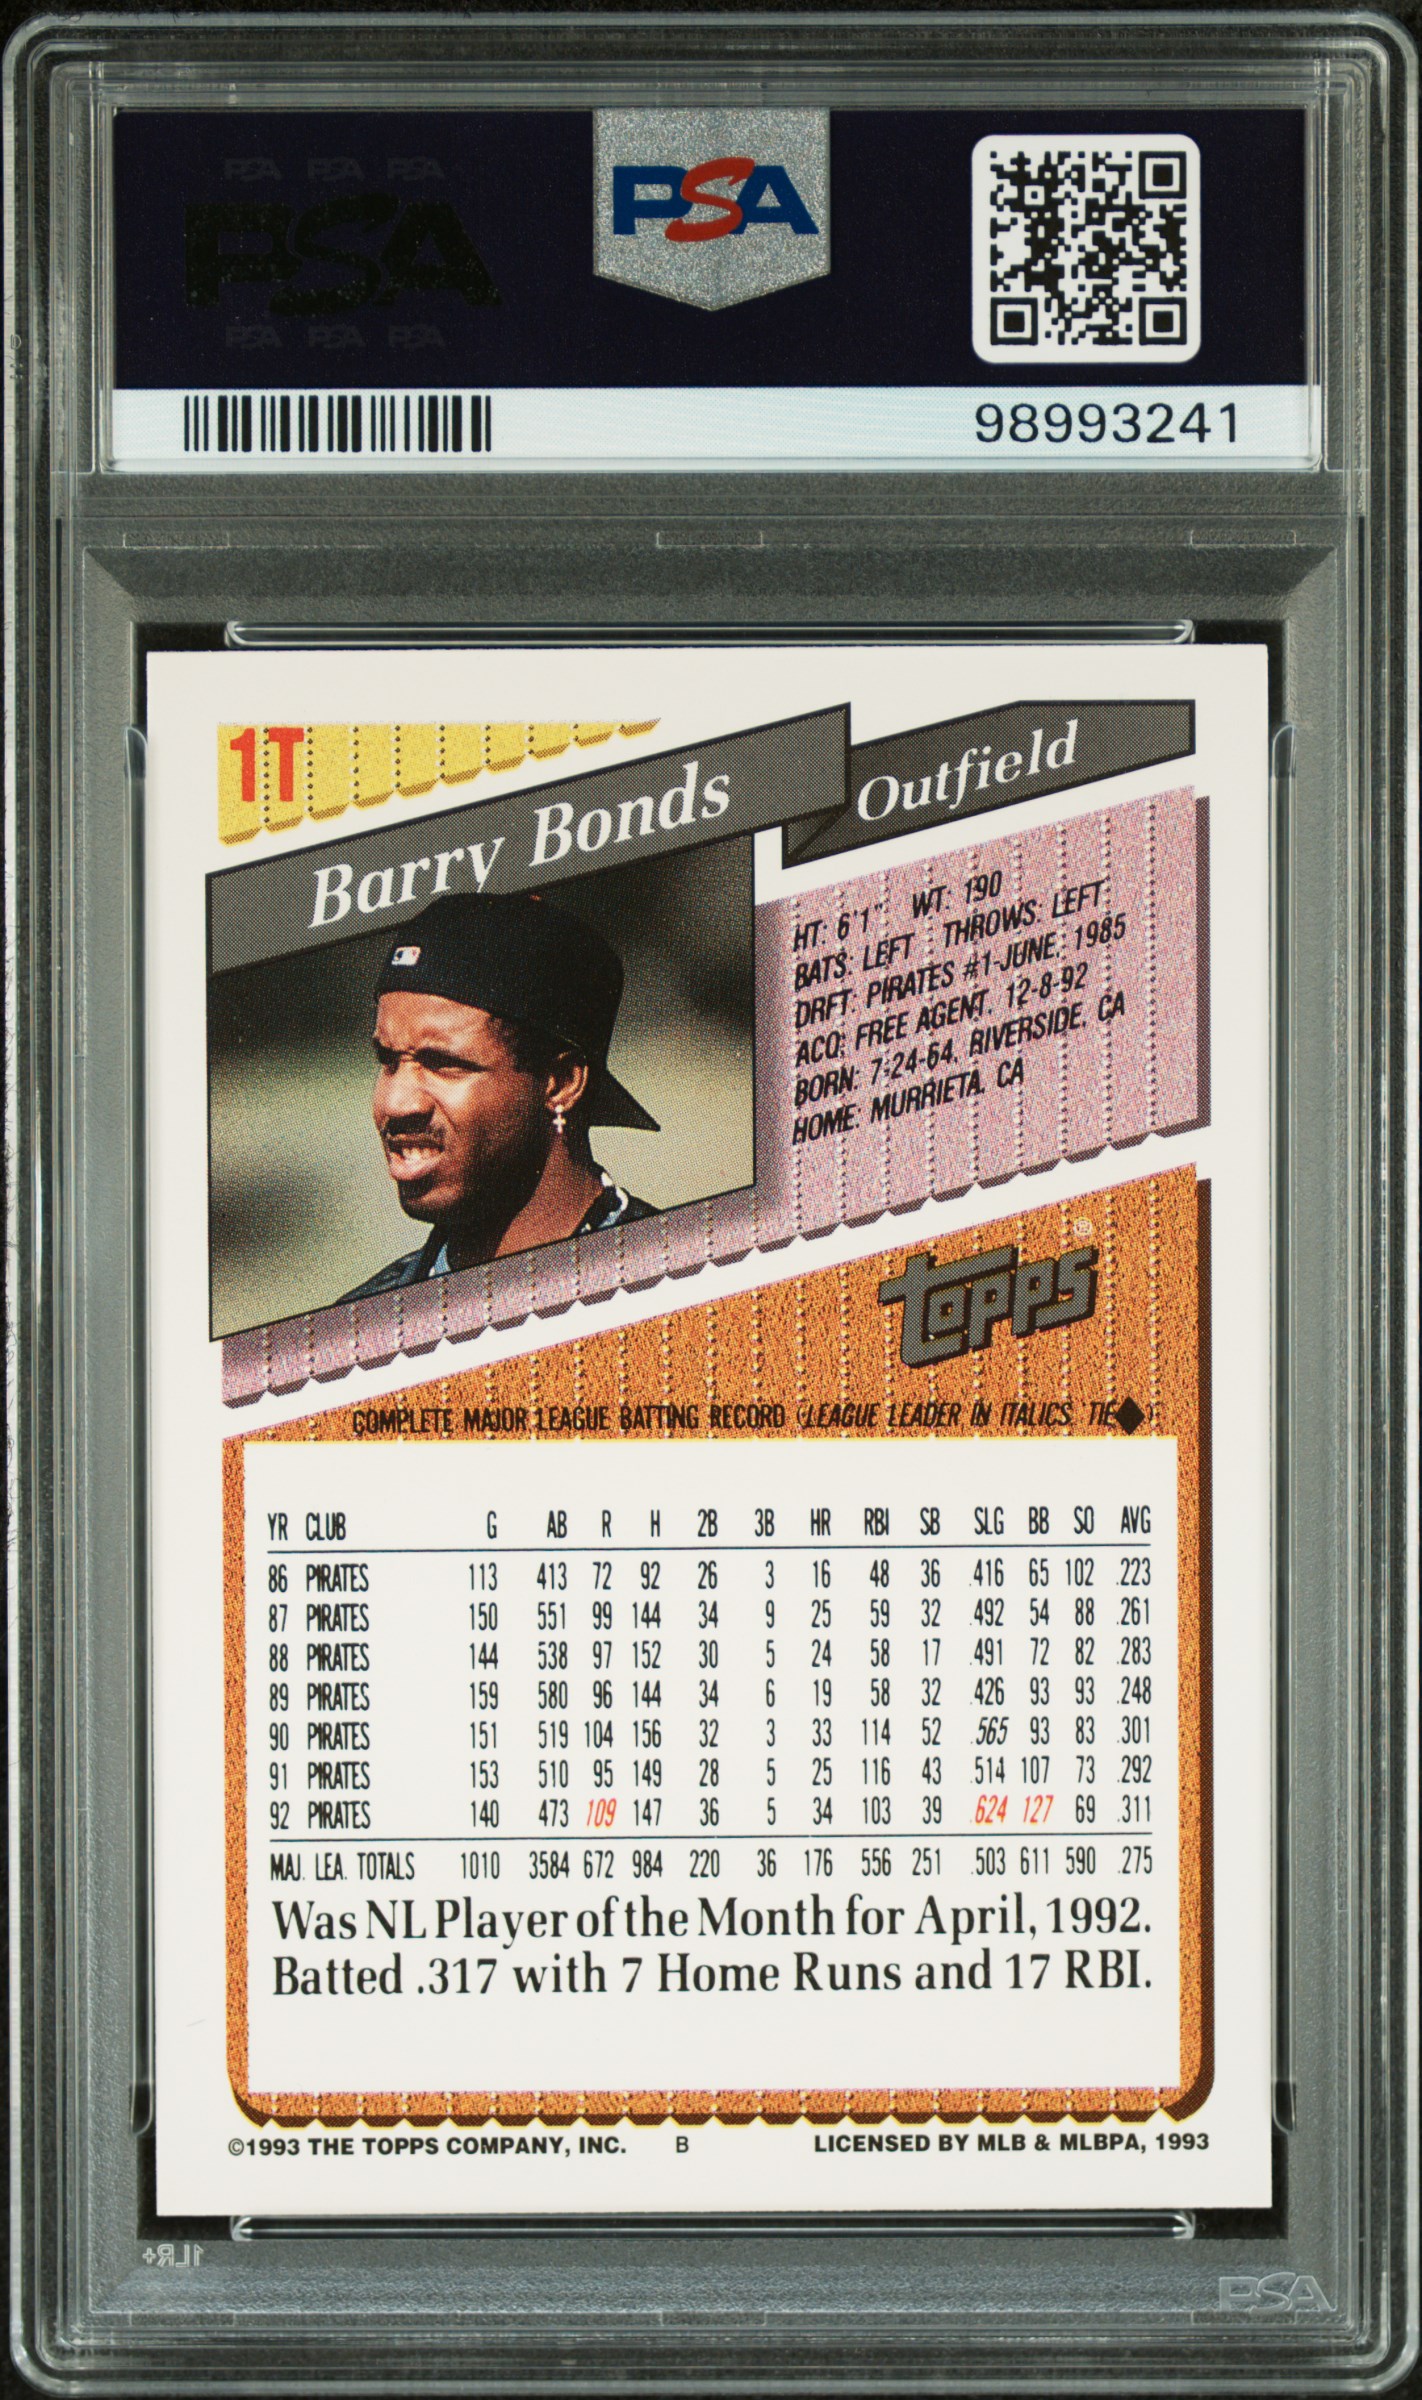 PSA PSA PSA
PSA
PSA PSA PSA
PSA
98993241
1T
Barry Bonds
Outfield
HT: 6'1" WT: 190
BATS: LEFT THROWS: LEFT
DRFT: PIRATES #1-JUNE, 1985
ACQ: FREE AGENT, 12-8-92
BORN: 7-24-64, RIVERSIDE, CA
HOME: MURRIETA, CA
topps®
COMPLETE MAJOR LEAGUE BATTING RECORD (LEAGUE LEADER IN ITALICS, TIE◆)
YR CLUB G AB R H 2B 3B HR RBI SB SLG BB SO AVG
86 PIRATES 113 413 72 92 26 3 16 48 36 .416 65 102 .223
87 PIRATES 150 551 99 144 34 9 25 59 32 .492 54 88 .261
88 PIRATES 144 538 97 152 30 5 24 58 17 .491 72 82 .283
89 PIRATES 159 580 96 144 34 6 19 58 32 .426 93 93 .248
90 PIRATES 151 519 104 156 32 3 33 114 52 .565 93 83 .301
91 PIRATES 153 510 95 149 28 5 25 116 43 .514 107 73 .292
92 PIRATES 140 473 109 147 36 5 34 103 39 .624 127 69 .311
MAJ. LEA. TOTALS 1010 3584 672 984 220 36 176 556 251 .503 611 590 .275
Was NL Player of the Month for April, 1992.
Batted .317 with 7 Home Runs and 17 RBI.
©1993 THE TOPPS COMPANY, INC. B LICENSED BY MLB & MLBPA, 1993
1LR+
PSA